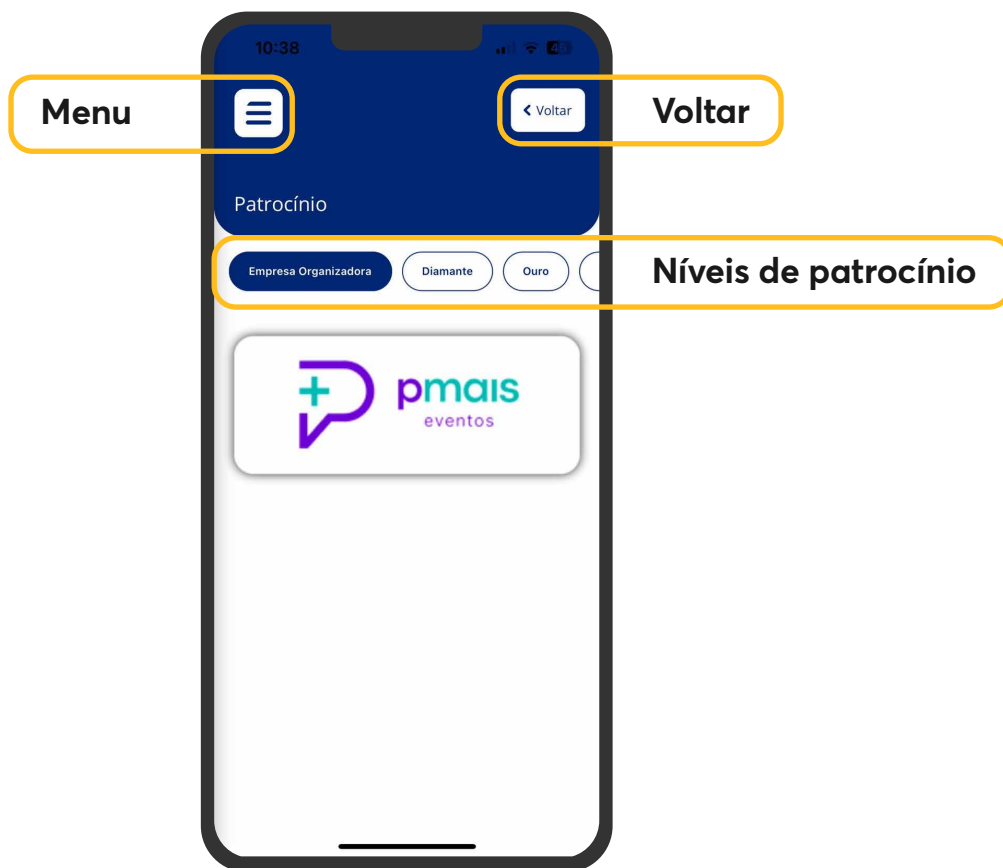 10:38
Menu
Voltar
Voltar
Patrocínio
Empresa Organizadora
Diamante
Ouro
Níveis de patrocínio
pmais
eventos